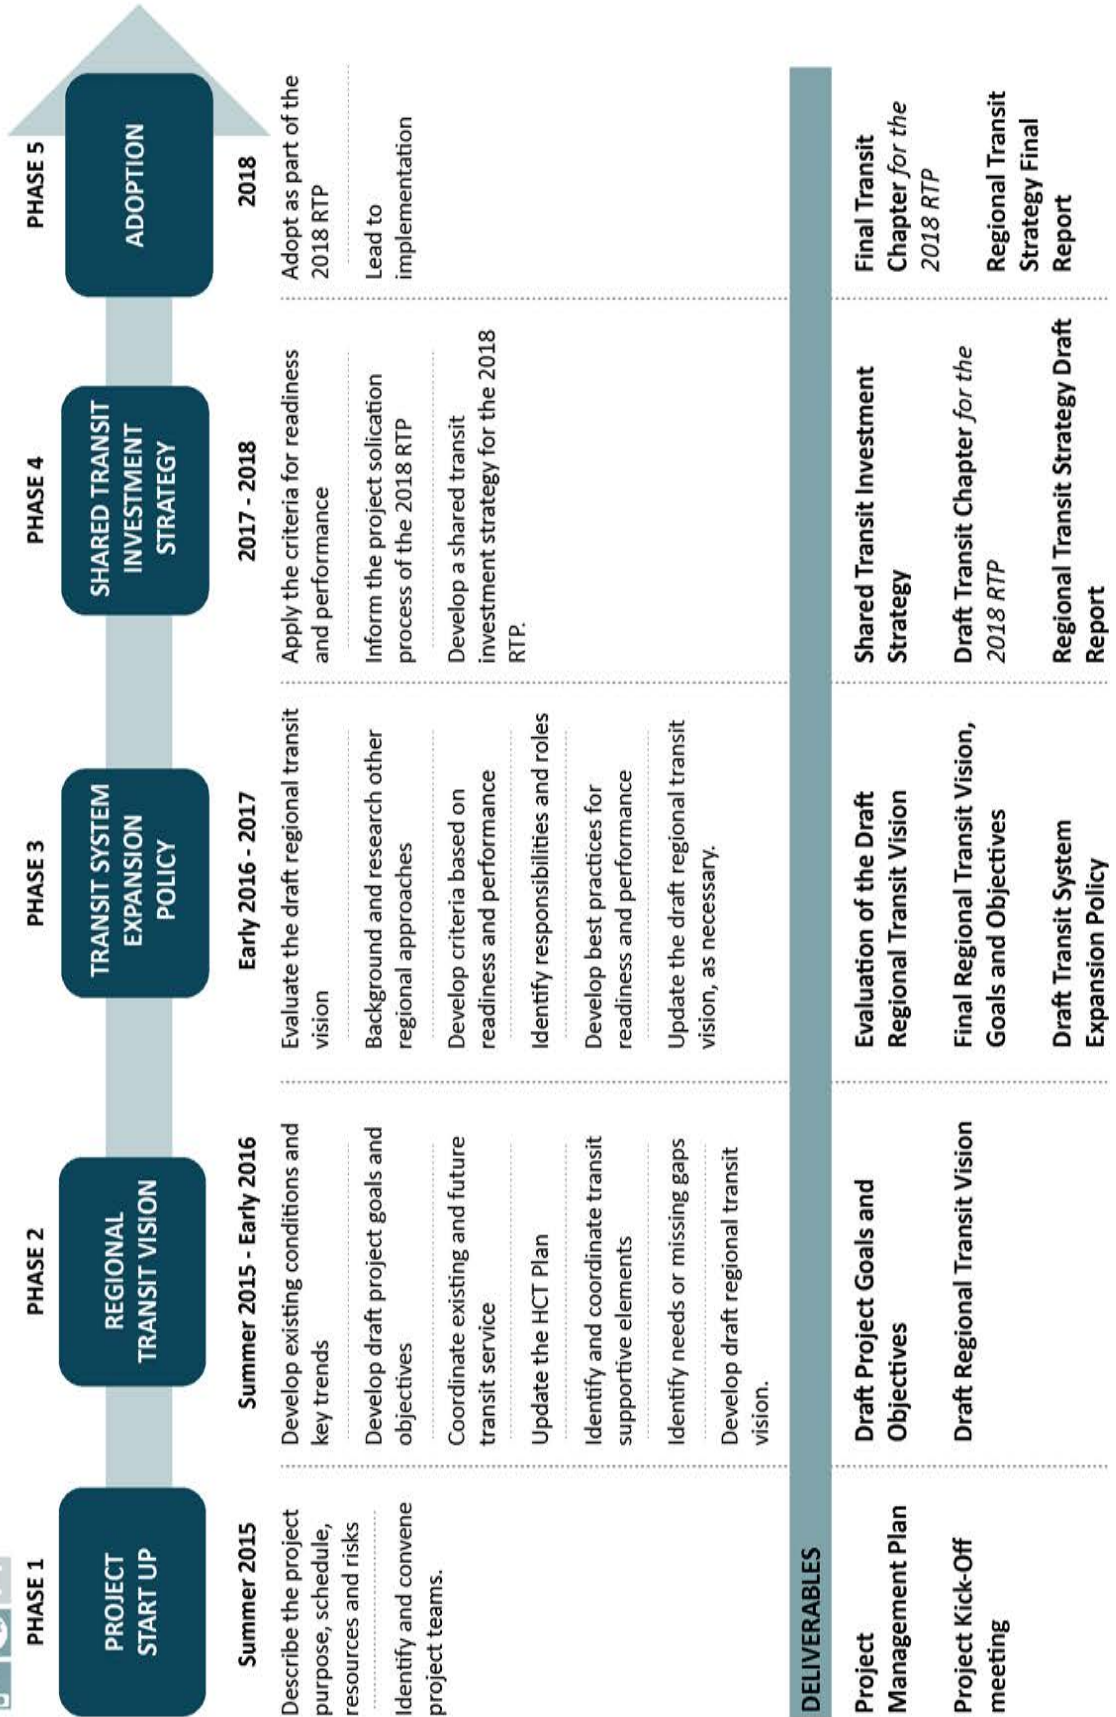 PHASE 1
PROJECT
START UP
Summer 2015
Describe the project
purpose, schedule,
resources and risks
Identify and convene
project teams.
PHASE 2
REGIONAL
TRANSIT VISION
Summer 2015 - Early 2016
Develop existing conditions and
key trends
Develop draft project goals and
objectives
Coordinate existing and future
transit service
Update the HCT Plan
Identify and coordinate transit
supportive elements
Identify needs or missing gaps
Develop draft regional transit
vision.
PHASE 3
TRANSIT SYSTEM
EXPANSION
POLICY
Early 2016 - 2017
Evaluate the draft regional transit
vision
Background and research other
regional approaches
Develop criteria based on
readiness and performance
Identify responsibilities and roles
Develop best practices for
readiness and performance
Update the draft regional transit
vision, as necessary.
PHASE 4
SHARED TRANSIT
INVESTMENT
STRATEGY
2017 - 2018
Apply the criteria for readiness
and performance
Inform the project solication
process of the 2018 RTP
Develop a shared transit
investment strategy for the 2018
RTP.
PHASE 5
ADOPTION
2018
Adopt as part of the
2018 RTP
Lead to
implementation
DELIVERABLES
Project
Management Plan
Project Kick-Off
meeting
Draft Project Goals and
Objectives
Draft Regional Transit Vision
Evaluation of the Draft
Regional Transit Vision
Final Regional Transit Vision,
Goals and Objectives
Draft Transit System
Expansion Policy
Shared Transit Investment
Strategy
Draft Transit Chapter for the
2018 RTP
Regional Transit Strategy Draft
Report
Final Transit
Chapter for the
2018 RTP
Regional Transit
Strategy Final
Report